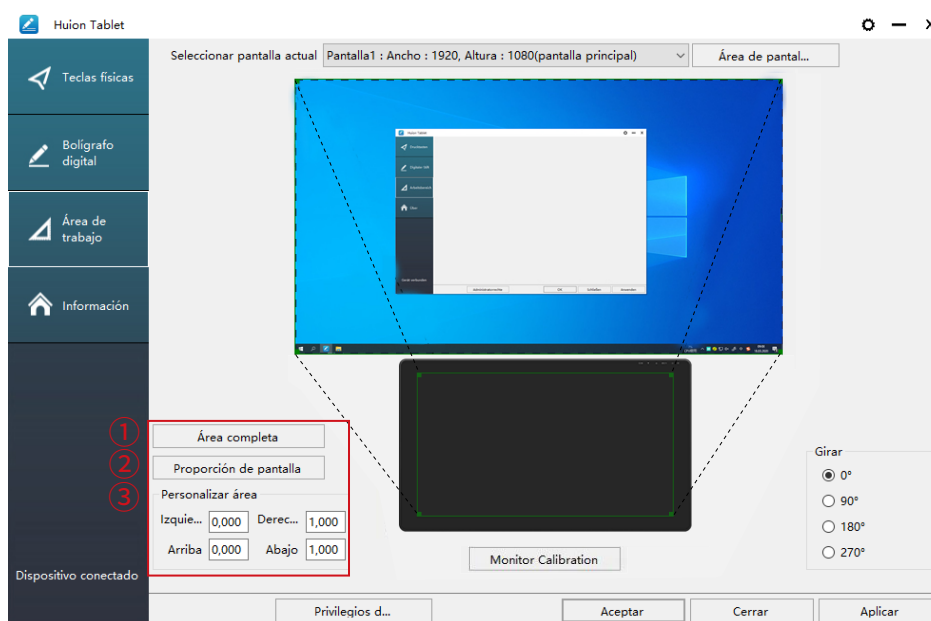 Huion Tablet
Seleccionar pantalla actual Pantalla1 : Ancho : 1920, Altura : 1080(pantalla principal) Área de pantal...
Teclas físicas
Bolígrafo
digital
Área de
trabajo
Información
Huion Tablet
① Área completa
② Proporción de pantalla
③ Personalizar área
Izquie... 0,000 Derec... 1,000
Arriba 0,000 Abajo 1,000
Girar
0°
90°
180°
270°
Monitor Calibration
Dispositivo conectado
Privilegios d... Aceptar Cerrar Aplicar